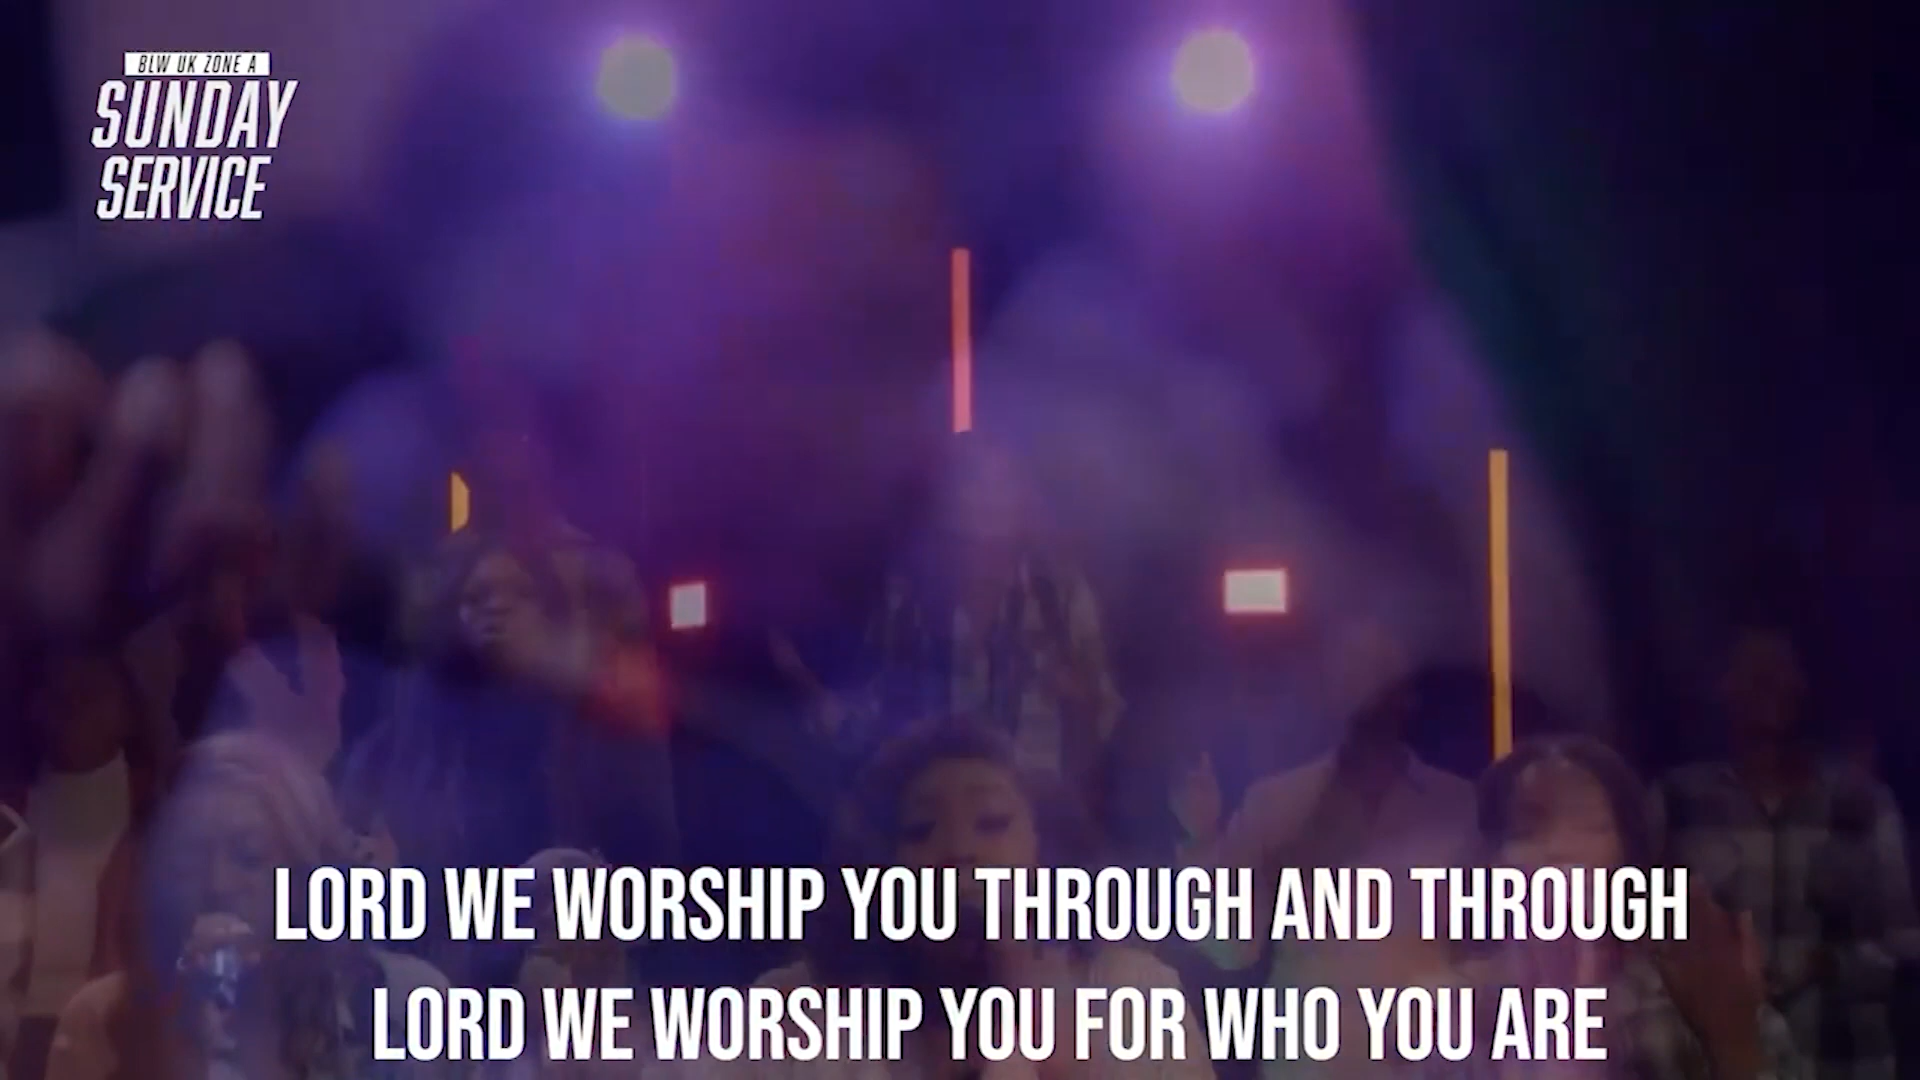 BLW UK ZONE A
SUNDAY
SERVICE
LORD WE WORSHIP YOU THROUGH AND THROUGH
LORD WE WORSHIP YOU FOR WHO YOU ARE